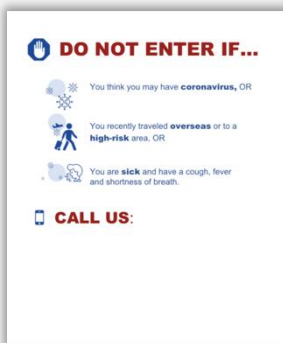 DO NOT ENTER IF...
You think you may have coronavirus, OR
You recently traveled overseas or to a
high-risk area, OR
You are sick and have a cough, fever
and shortness of breath.
CALL US: